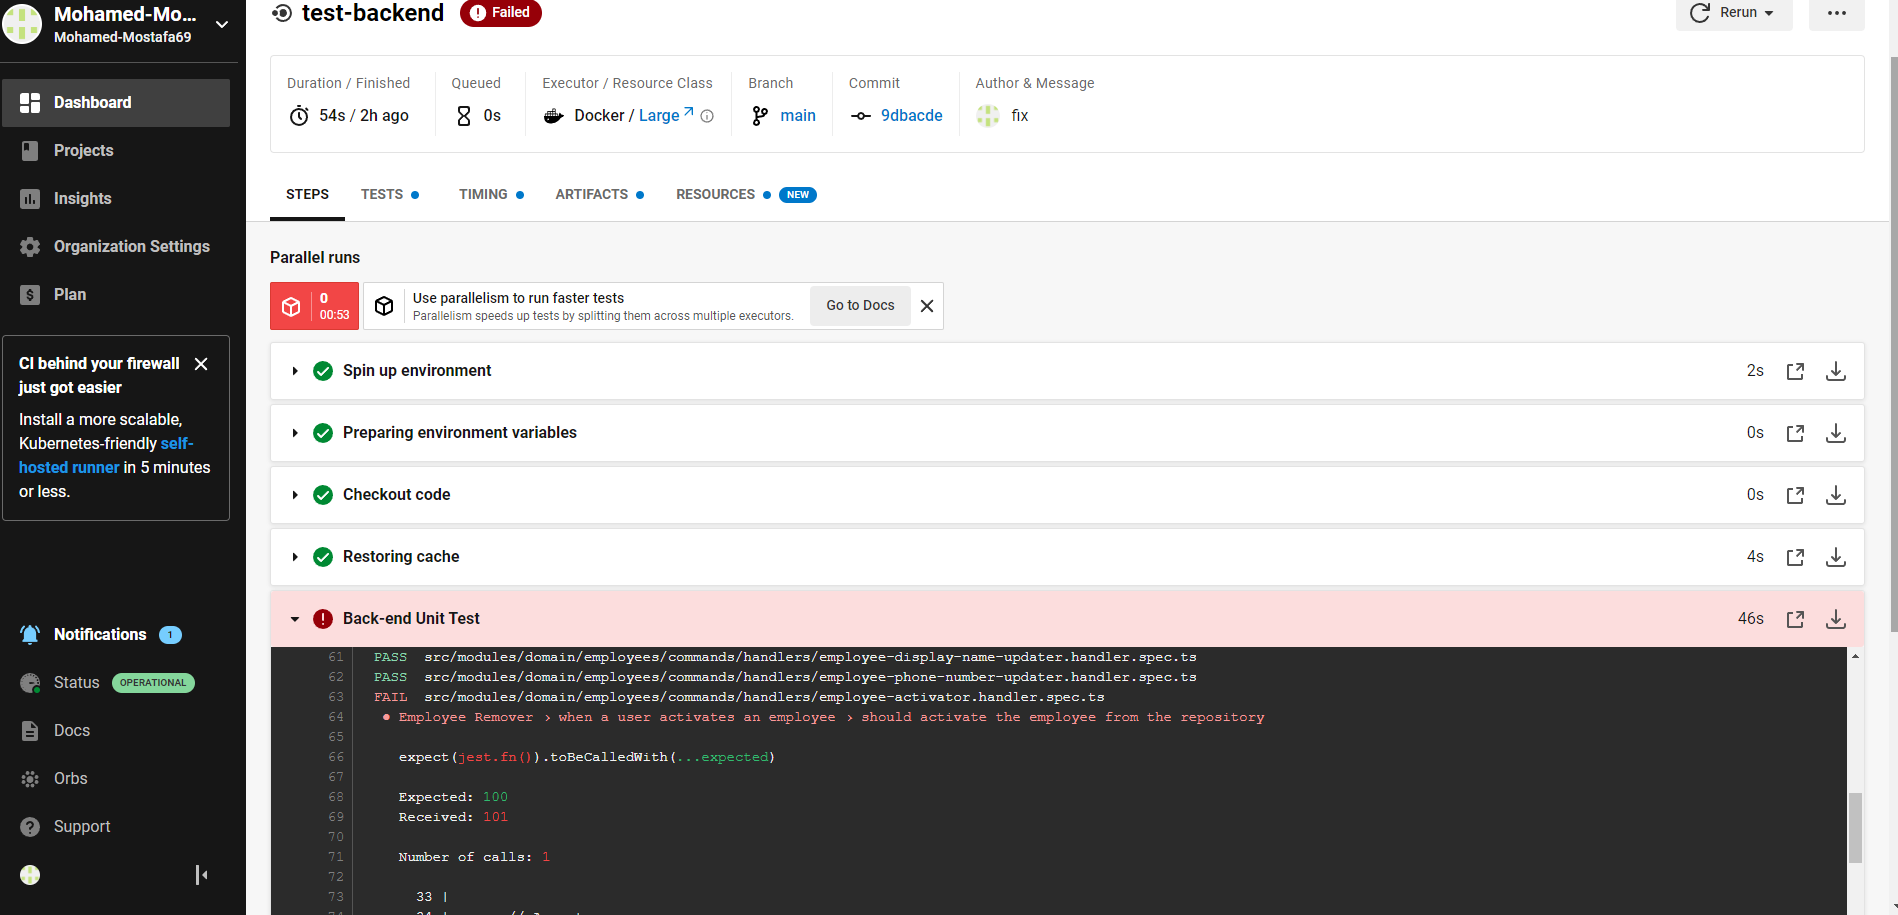 Mohamed-Mo...
Mohamed-Mostafa69
Dashboard
Projects
Insights
Organization Settings
Plan
CI behind your firewall
just got easier
Install a more scalable,
Kubernetes-friendly self-
hosted runner in 5 minutes
or less.
Notifications 1
Status OPERATIONAL
Docs
Orbs
Support
test-backend Failed
Rerun
Duration / Finished
54s / 2h ago
Queued
0s
Executor / Resource Class
Docker / Large
Branch
main
Commit
9dbacde
Author & Message
fix
STEPS TESTS TIMING ARTIFACTS RESOURCES NEW
Parallel runs
0
00:53
Use parallelism to run faster tests
Parallelism speeds up tests by splitting them across multiple executors.
Go to Docs
Spin up environment 2s
Preparing environment variables 0s
Checkout code 0s
Restoring cache 4s
Back-end Unit Test 46s
61 PASS src/modules/domain/employees/commands/handlers/employee-display-name-updater.handler.spec.ts
62 PASS src/modules/domain/employees/commands/handlers/employee-phone-number-updater.handler.spec.ts
63 FAIL src/modules/domain/employees/commands/handlers/employee-activator.handler.spec.ts
64 ● Employee Remover › when a user activates an employee › should activate the employee from the repository
65
66 expect(jest.fn()).toBeCalledWith(...expected)
67
68 Expected: 100
69 Received: 101
70
71 Number of calls: 1
72
73 33 |